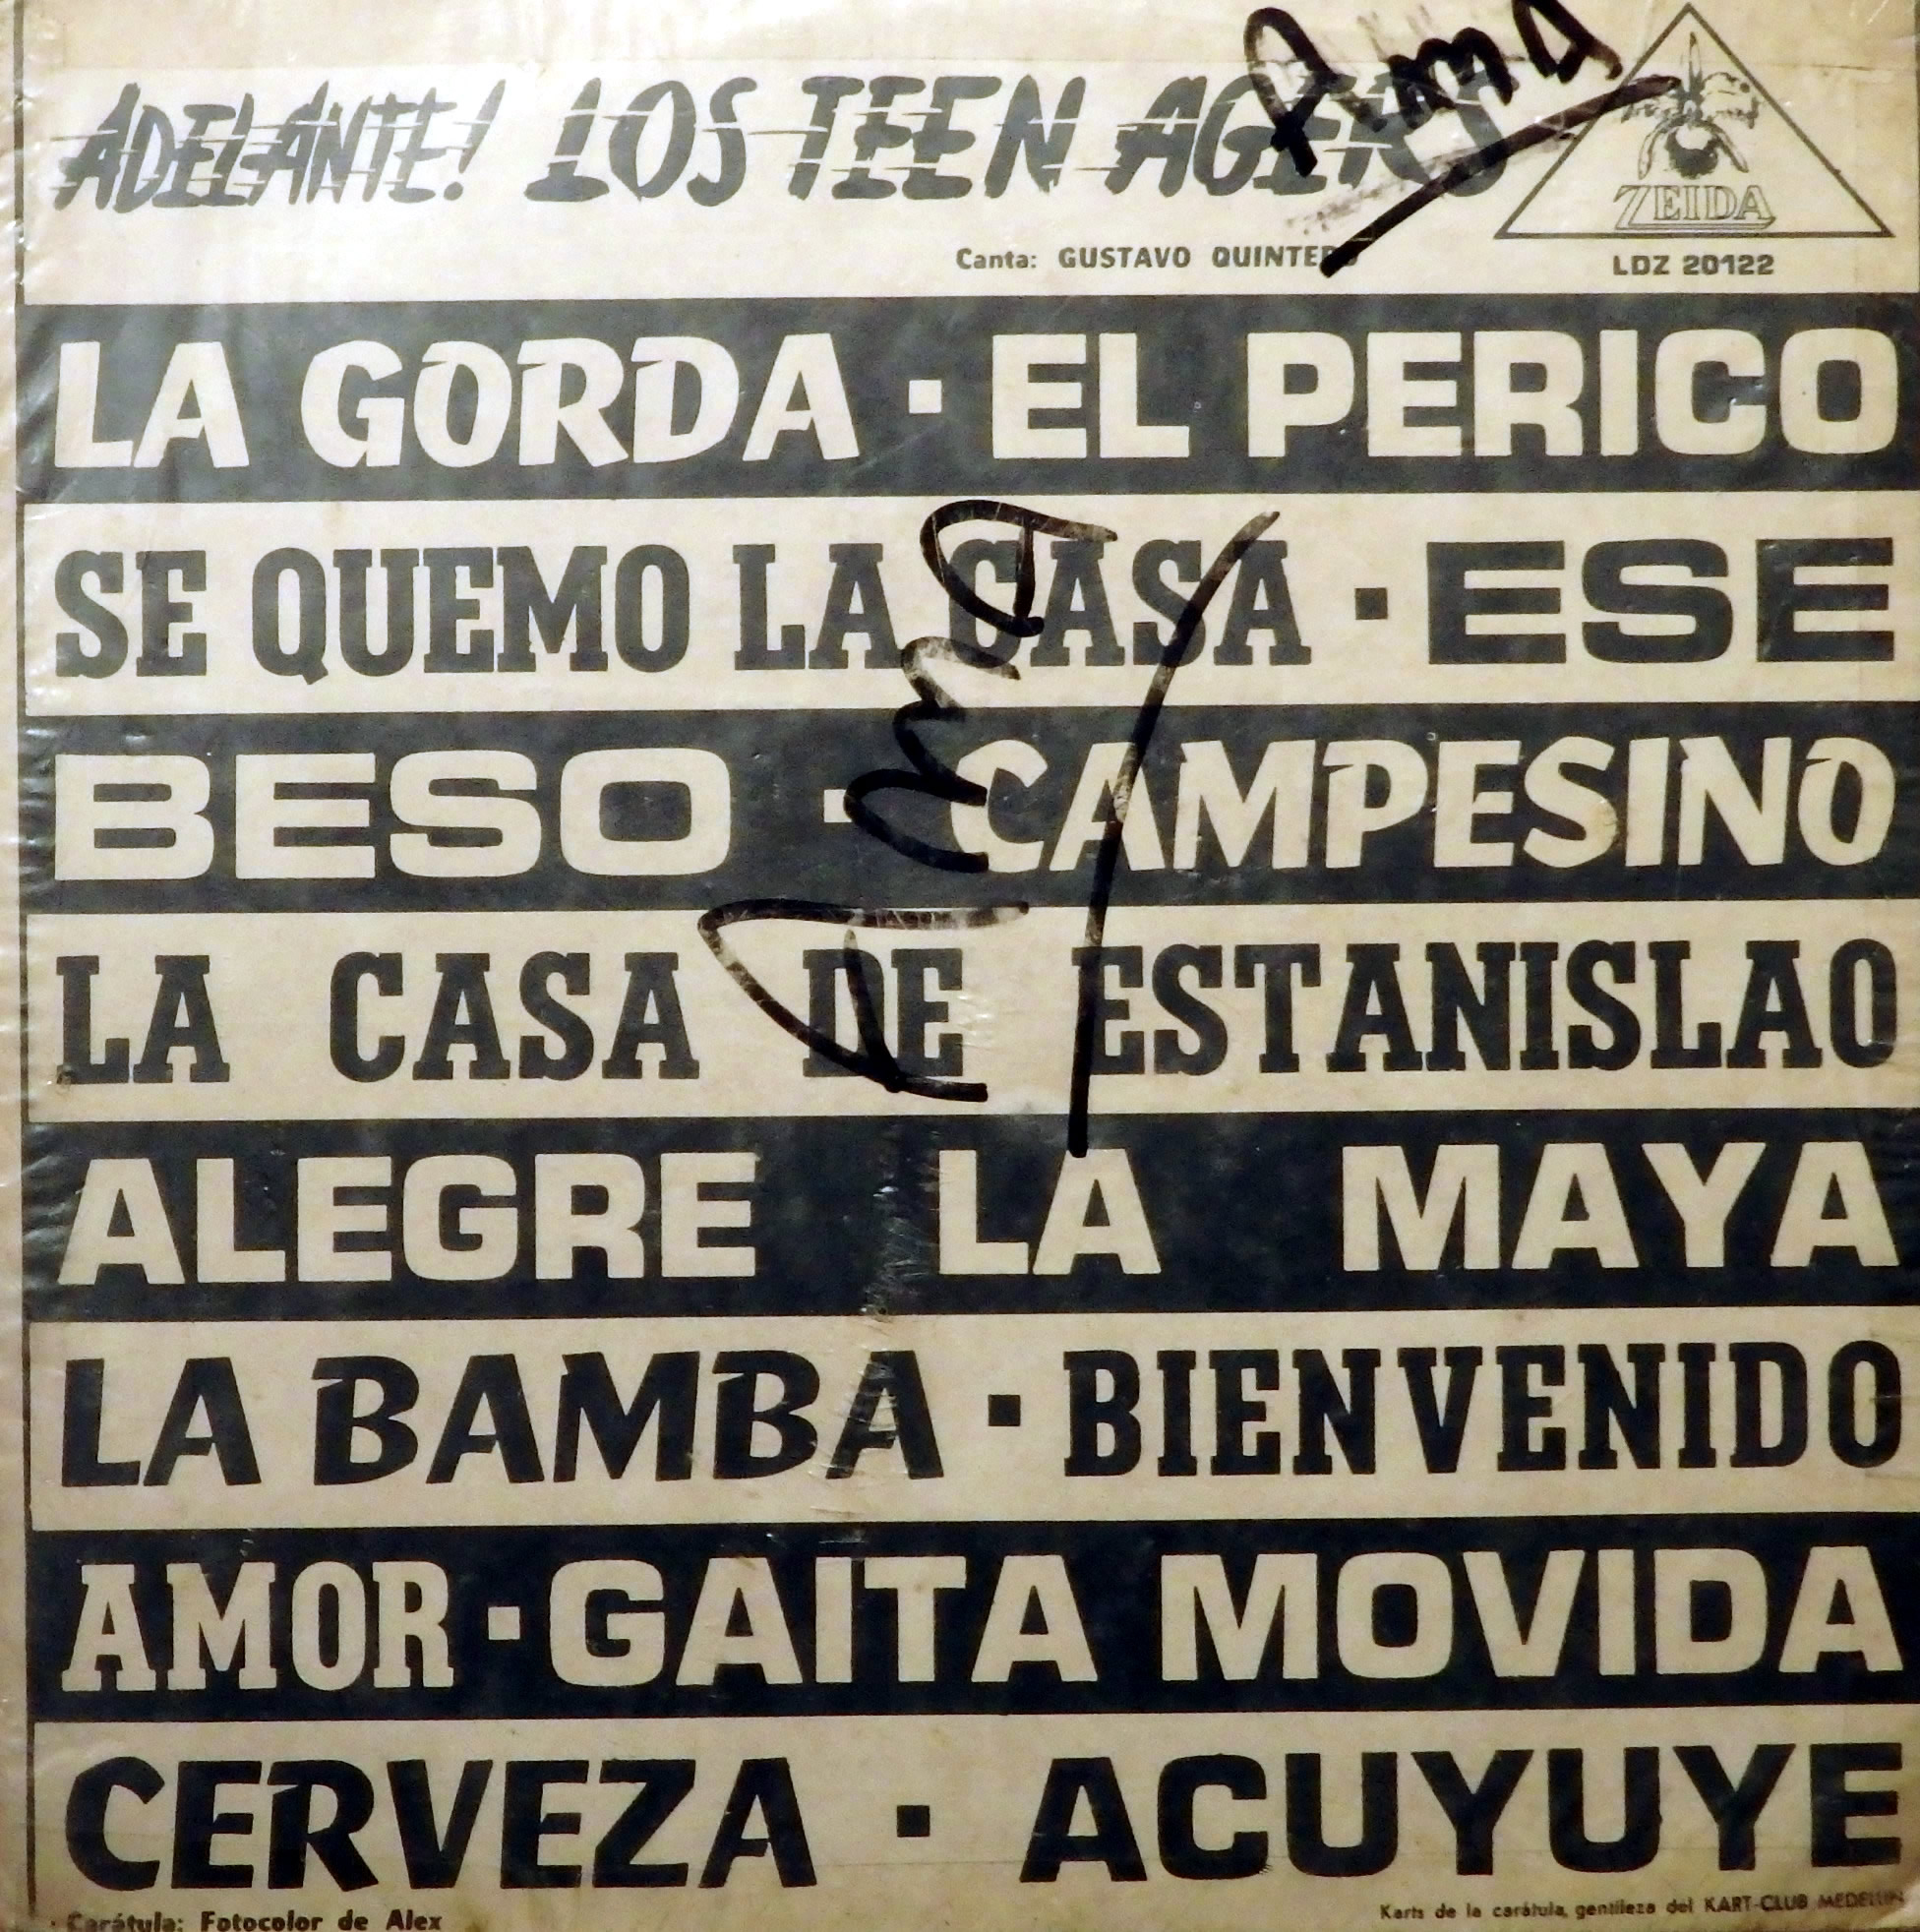 ADELANTE! LOS TEEN AGERS
ZEIDA
Canta: GUSTAVO QUINTERO
LDZ 20122
LA GORDA · EL PERICO
SE QUEMO LA CASA · ESE
BESO · CAMPESINO
LA CASA DE ESTANISLAO
ALEGRE LA MAYA
LA BAMBA · BIENVENIDO
AMOR · GAITA MOVIDA
CERVEZA · ACUYUYE
Carátula: Fotocolor de Alex
Karts de la carátula, gentileza del KART-CLUB MEDELLIN